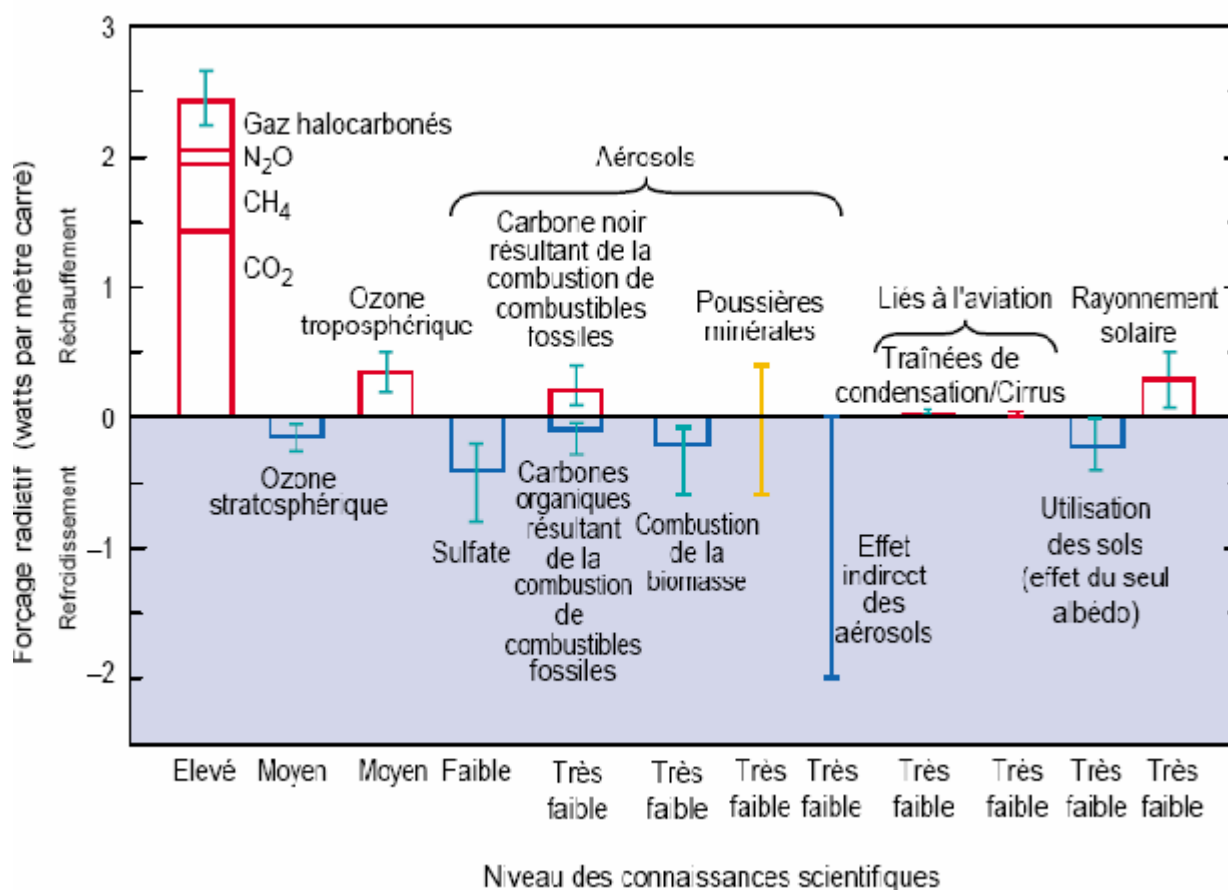 Forçage radiatif (watts par mètre carrè)
Refroidissement
Réchauffement
3
2
1
0
–1
–2
Gaz halocarbonés
N2O
CH4
CO2
Ozone
troposphérique
Ozone
stratosphérique
Aérosols
Sulfate
Carbone noir
résultant de la
combustion de
combustibles
fossiles
Carbones
organiques
résultant
de la
combustion
de
combustibles
fossiles
Combustion
de la
biomasse
Poussières
minérales
Effet
indirect
des
aérosols
Liés à l'aviation
Traînées de
condensation/Cirrus
Utilisation
des sols
(effet du seul
albédo)
Rayonnement
solaire
Elevé
Moyen
Moyen
Faible
Très
faible
Très
faible
Très
faible
Très
faible
Très
faible
Très
faible
Très
faible
Très
faible
Niveau des connaissances scientifiques